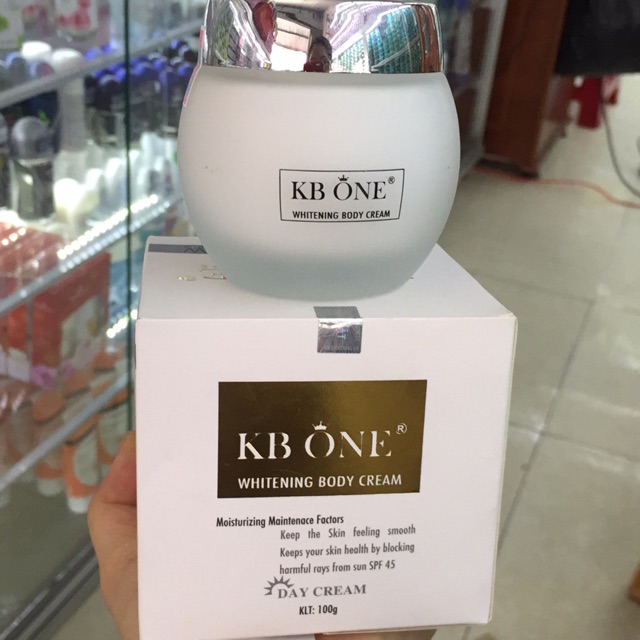 KB ONE®
WHITENING BODY CREAM
KB ONE®
WHITENING BODY CREAM
Moisturizing Maintenace Factors
Keep the Skin feeling smooth
Keeps your skin health by blocking
harmful rays from sun SPF 45
DAY CREAM
KLT: 100g